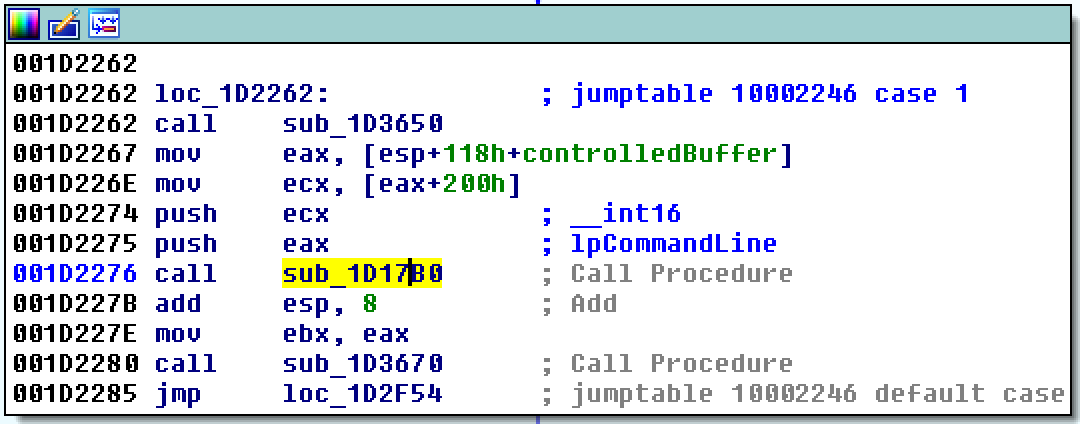 001D2262
001D2262 loc_1D2262: ; jumptable 10002246 case 1
001D2262 call sub_1D3650
001D2267 mov eax, [esp+118h+controlledBuffer]
001D226E mov ecx, [eax+200h]
001D2274 push ecx ; __int16
001D2275 push eax ; lpCommandLine
001D2276 call sub_1D17B0 ; Call Procedure
001D227B add esp, 8 ; Add
001D227E mov ebx, eax
001D2280 call sub_1D3670 ; Call Procedure
001D2285 jmp loc_1D2F54 ; jumptable 10002246 default case